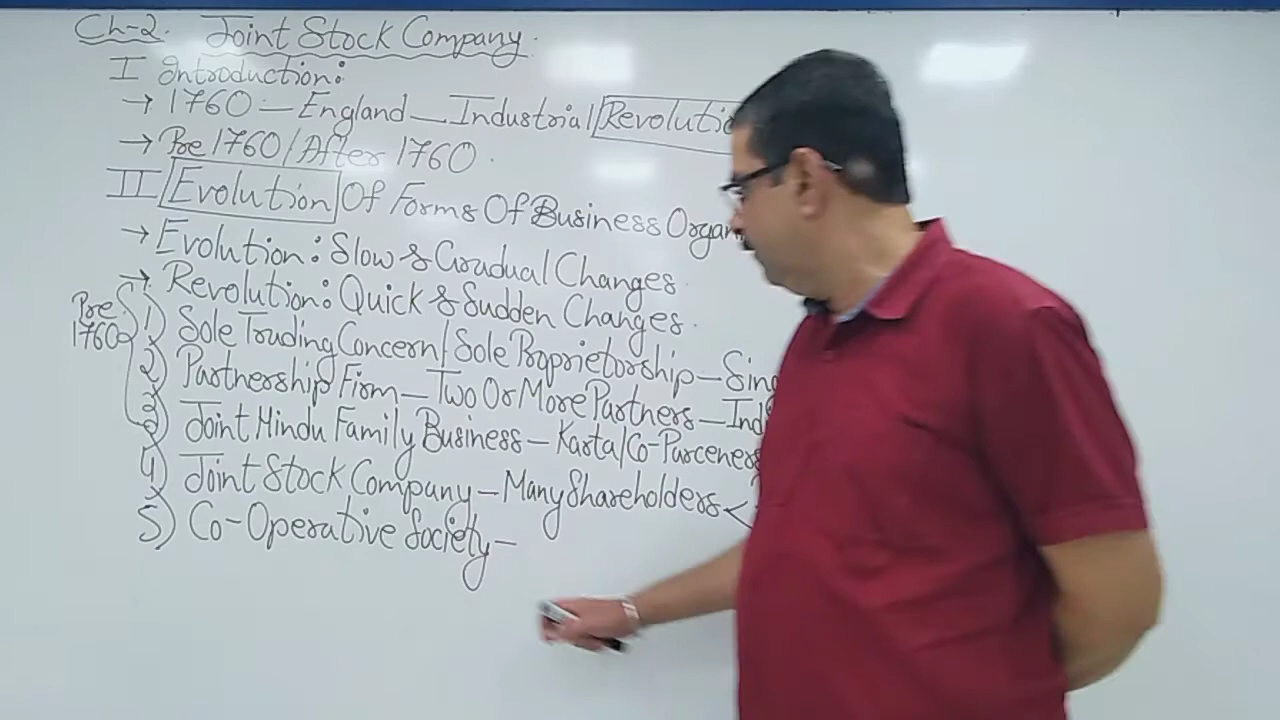 Ch-2. Joint Stock Company.
I Introduction:
→ 1760 — England — Industrial Revolutio
→ Pre 1760 / After 1760.
II Evolution Of Forms Of Business Organ
→ Evolution: Slow & Gradual Changes.
→ Revolution: Quick & Sudden Changes.
Pre 1760
1) Sole Trading Concern/Sole Proprietorship — Sing
2) Partnership Firm — Two Or More Partners — Ind
3) Joint Hindu Family Business — Karta/Co-Parceners
4) Joint Stock Company — Many Shareholders <
5) Co-Operative Society —